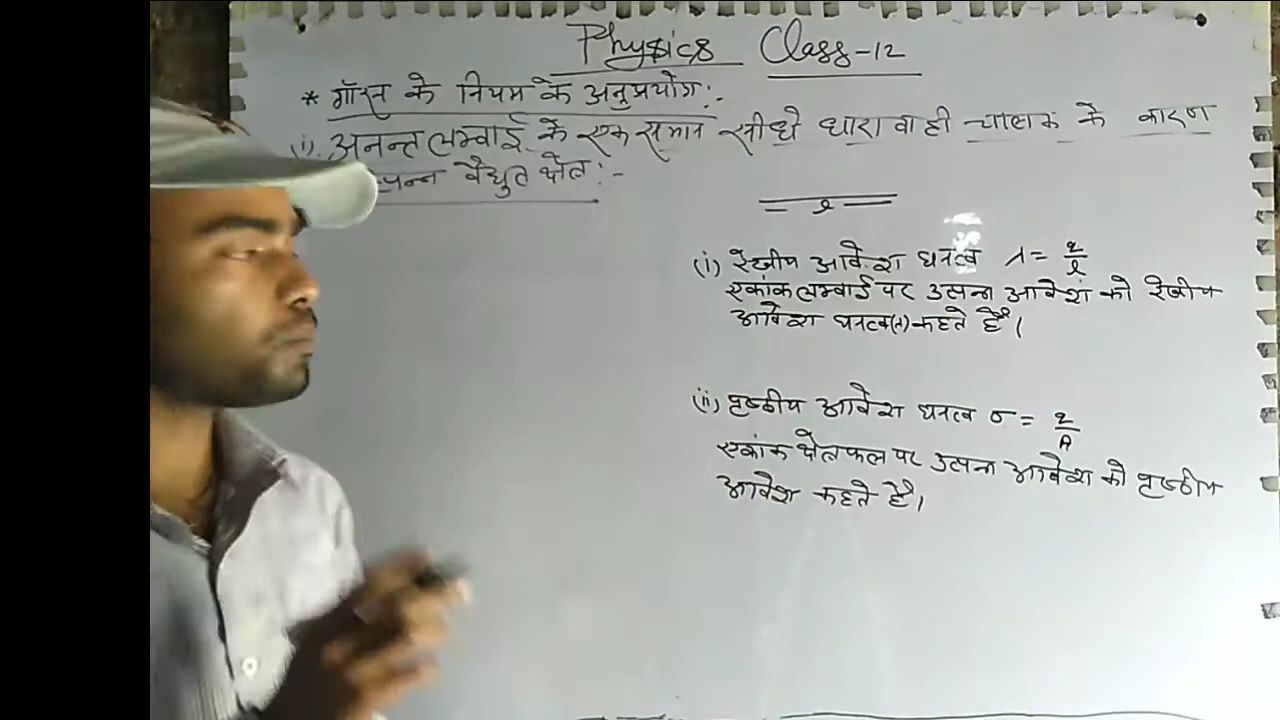 Physics Class-12
* गॉस के नियम के अनुप्रयोग:-
(i). अनन्त लम्बाई के एक समान सीधे धारावाही चालक के कारण
पन्न वैद्युत क्षेत्र:-
(i) रेखीय आवेश घनत्व λ = q/l
एकांक लम्बाई पर उत्पन्न आवेश को रेखीय
आवेश घनत्व(λ) कहते हैं।
(ii) पृष्ठीय आवेश घनत्व σ = q/A
एकांक क्षेत्रफल पर उत्पन्न आवेश को पृष्ठीय
आवेश कहते हैं।